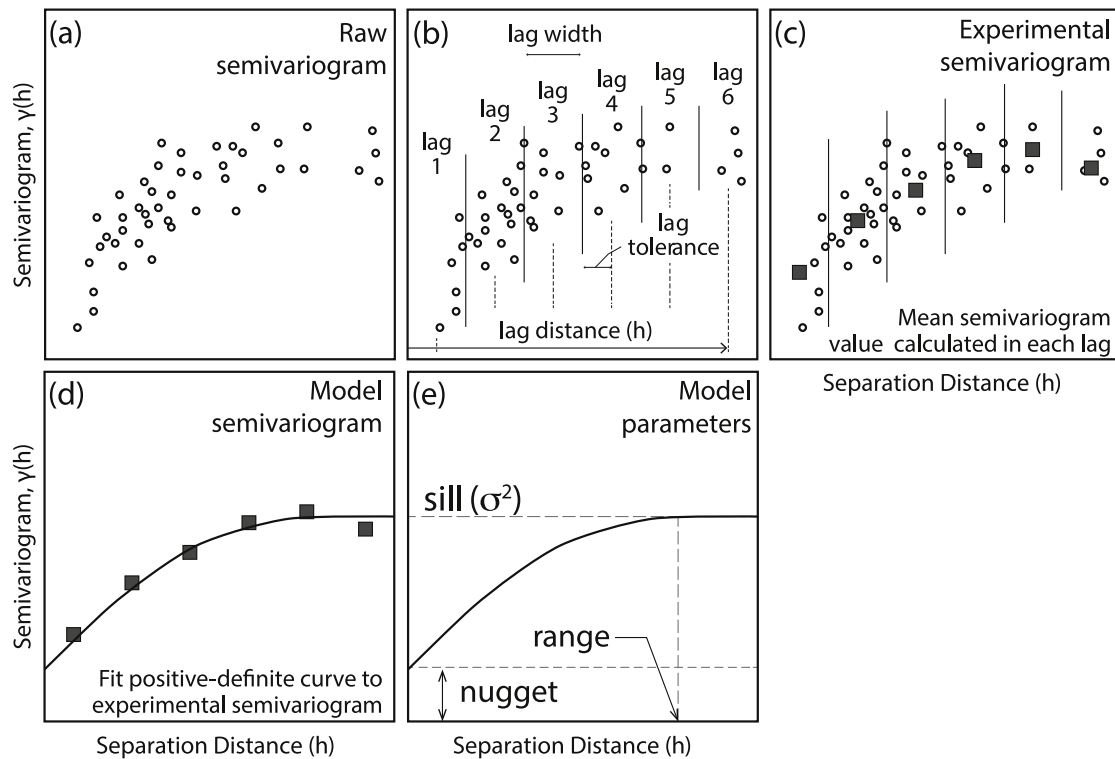 (a)
Raw
semivariogram
Semivariogram, γ(h)
(b)
lag width
lag
1
lag
2
lag
3
lag
4
lag
5
lag
6
lag
tolerance
lag distance (h)
(c)
Experimental
semivariogram
Mean semivariogram
value calculated in each lag
Separation Distance (h)
(d)
Model
semivariogram
Semivariogram, γ(h)
Fit positive-definite curve to
experimental semivariogram
Separation Distance (h)
(e)
Model
parameters
sill (σ²)
range
nugget
Separation Distance (h)